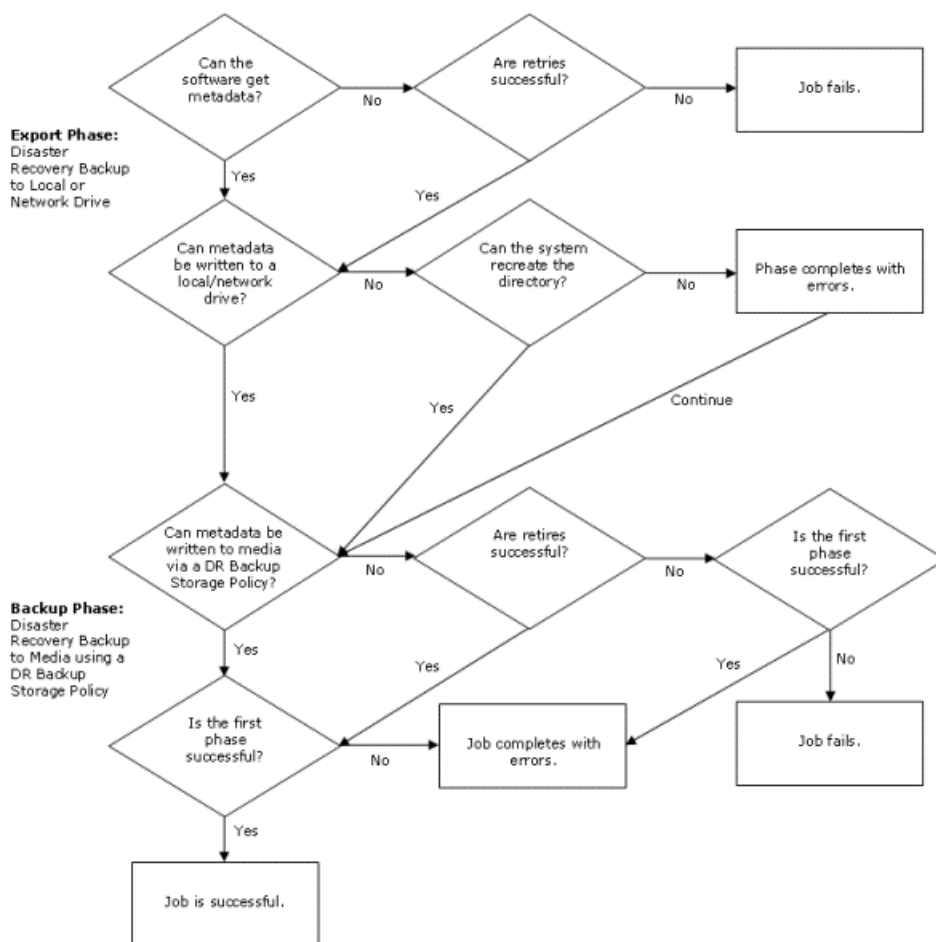 Can the
software get
metadata?
No
Are retries
successful?
No
Job fails.
Export Phase:
Disaster
Recovery Backup
to Local or
Network Drive
Yes
Yes
Can metadata
be written to a
local/network
drive?
No
Can the system
recreate the
directory?
No
Phase completes with
errors.
Yes
Yes
Continue
Can metadata be
written to media
via a DR Backup
Storage Policy?
No
Are retires
successful?
No
Is the first
phase
successful?
Backup Phase:
Disaster
Recovery Backup
to Media using a
DR Backup
Storage Policy
Yes
Yes
Yes
No
Is the first
phase
successful?
No
Job completes with
errors.
Job fails.
Yes
Job is successful.